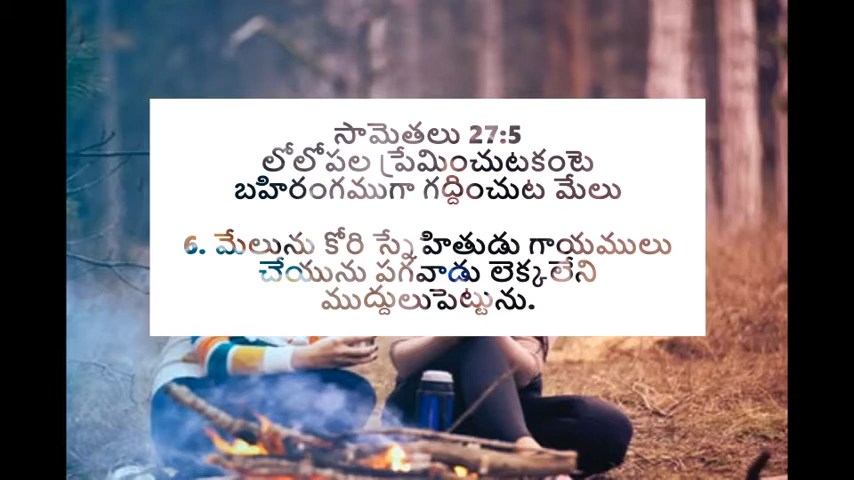 సామెతలు 27:5
లోలోపల ప్రేమించుటకంటె
బహిరంగముగా గద్దించుట మేలు
6. మేలును కోరి స్నేహితుడు గాయములు
చేయును పగవాడు లెక్కలేని
ముద్దులుపెట్టును.